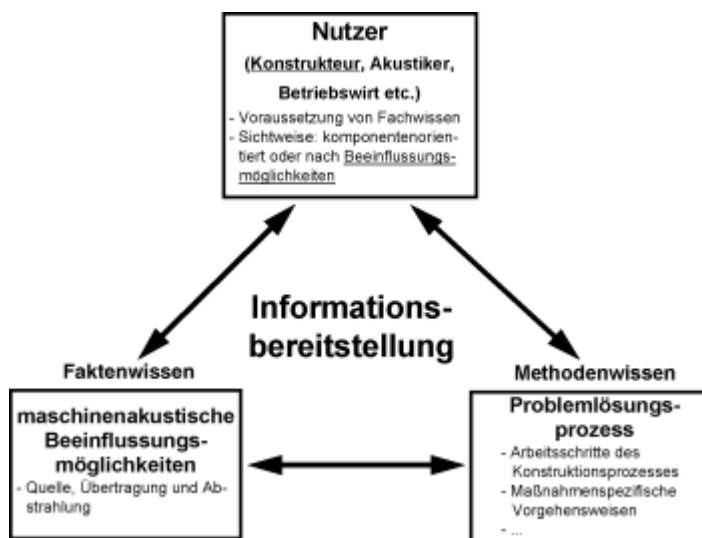 Nutzer
(Konstrukteur, Akustiker,
Betriebswirt etc.)
- Voraussetzung von Fachwissen
- Sichtweise: komponentenorien-
tiert oder nach Beeinflussungs-
möglichkeiten
Informations-
bereitstellung
Faktenwissen
maschinenakustische
Beeinflussungs-
möglichkeiten
- Quelle, Übertragung und Ab-
strahlung
Methodenwissen
Problemlösungs-
prozess
- Arbeitsschritte des
Konstruktionsprozesses
- Maßnahmenspezifische
Vorgehensweisen
- ...